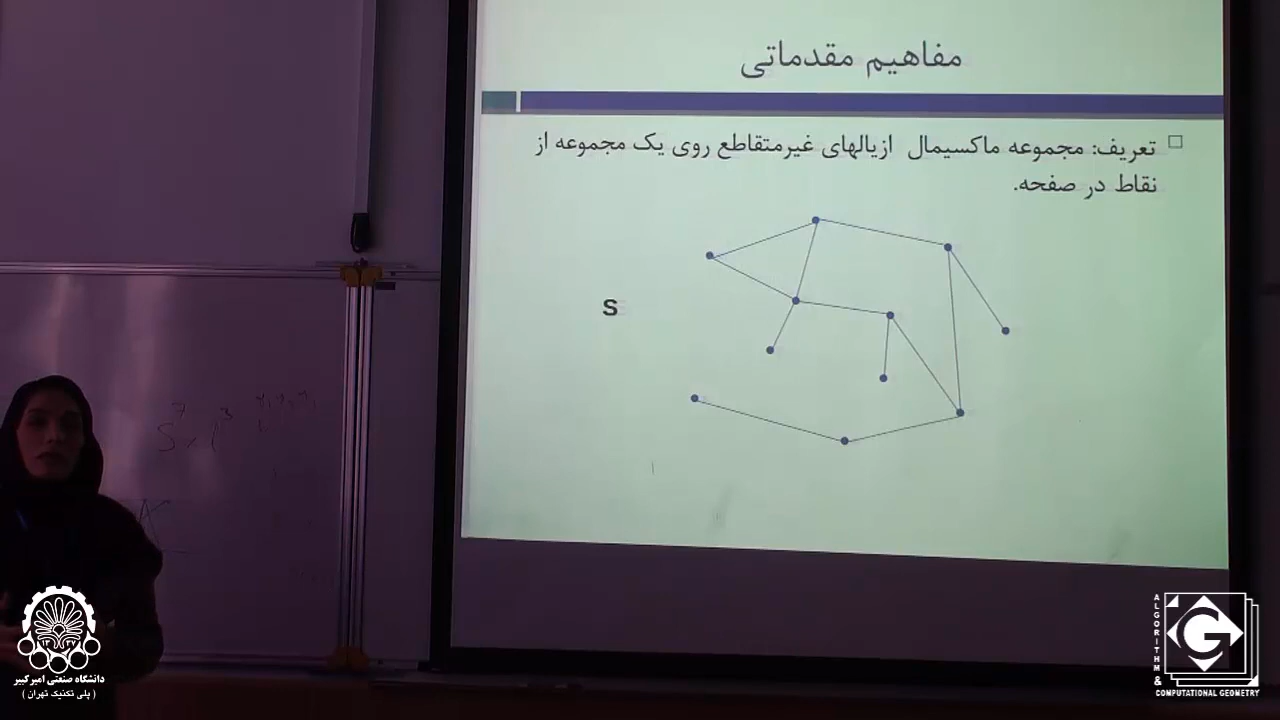 مفاهیم مقدماتی
تعریف: مجموعه ماکسیمال ازیالهای غیرمتقاطع روی یک مجموعه از
نقاط در صفحه.
S
دانشگاه صنعتی امیرکبیر
( پلی تکنیک تهران )
ALGORITHM &
COMPUTATIONAL GEOMETRY